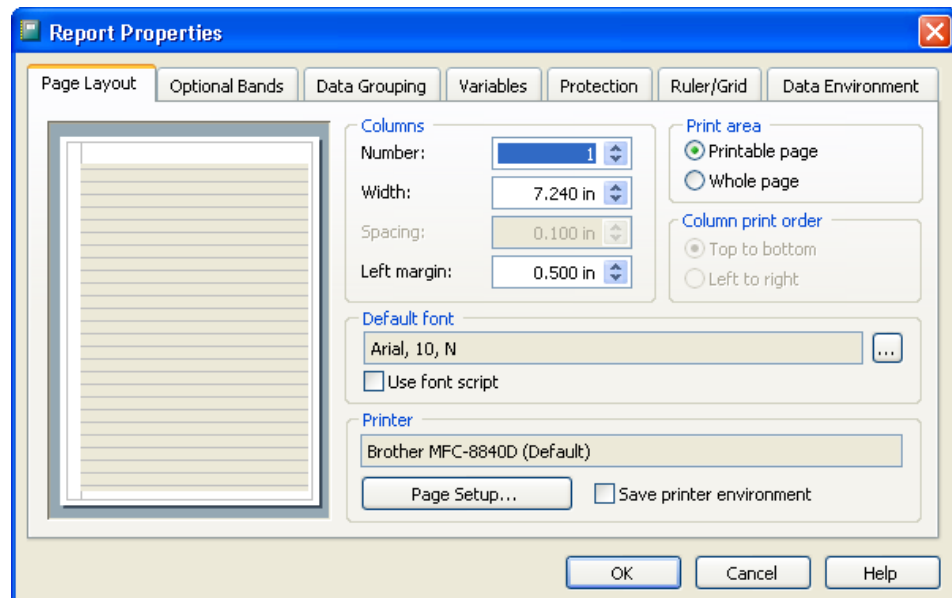 Report Properties
Page Layout
Optional Bands
Data Grouping
Variables
Protection
Ruler/Grid
Data Environment
Columns
Number:
1
Width:
7.240 in
Spacing:
0.100 in
Left margin:
0.500 in
Print area
Printable page
Whole page
Column print order
Top to bottom
Left to right
Default font
Arial, 10, N
...
Use font script
Printer
Brother MFC-8840D (Default)
Page Setup...
Save printer environment
OK
Cancel
Help